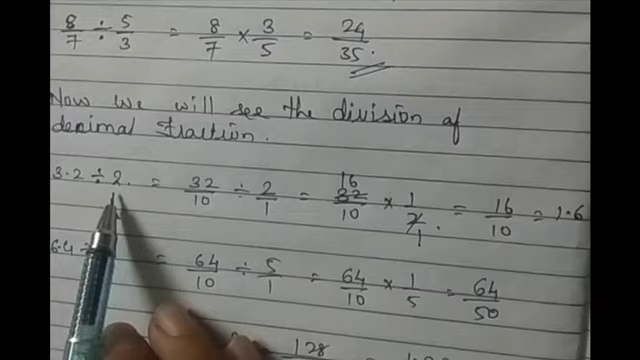 8/7 ÷ 5/3 = 8/7 × 3/5 = 24/35.
Now we will see the division of
decimal fraction.
3.2 ÷ 2. = 32/10 ÷ 2/1 = 16 32/10 × 1/2 1. = 16/10 = 1.6
6.4 ÷ = 64/10 ÷ 5/1 = 64/10 × 1/5 = 64/50
128